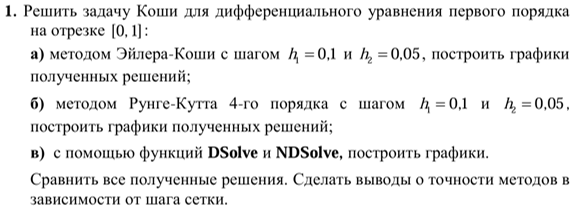 1. Решить задачу Коши для дифференциального уравнения первого порядка
на отрезке [0, 1]:
а) методом Эйлера-Коши с шагом h₁ = 0,1 и h₂ = 0,05, построить графики
полученных решений;
б) методом Рунге-Кутта 4-го порядка с шагом h₁ = 0,1 и h₂ = 0,05,
построить графики полученных решений;
в) с помощью функций DSolve и NDSolve, построить графики.
Сравнить все полученные решения. Сделать выводы о точности методов в
зависимости от шага сетки.